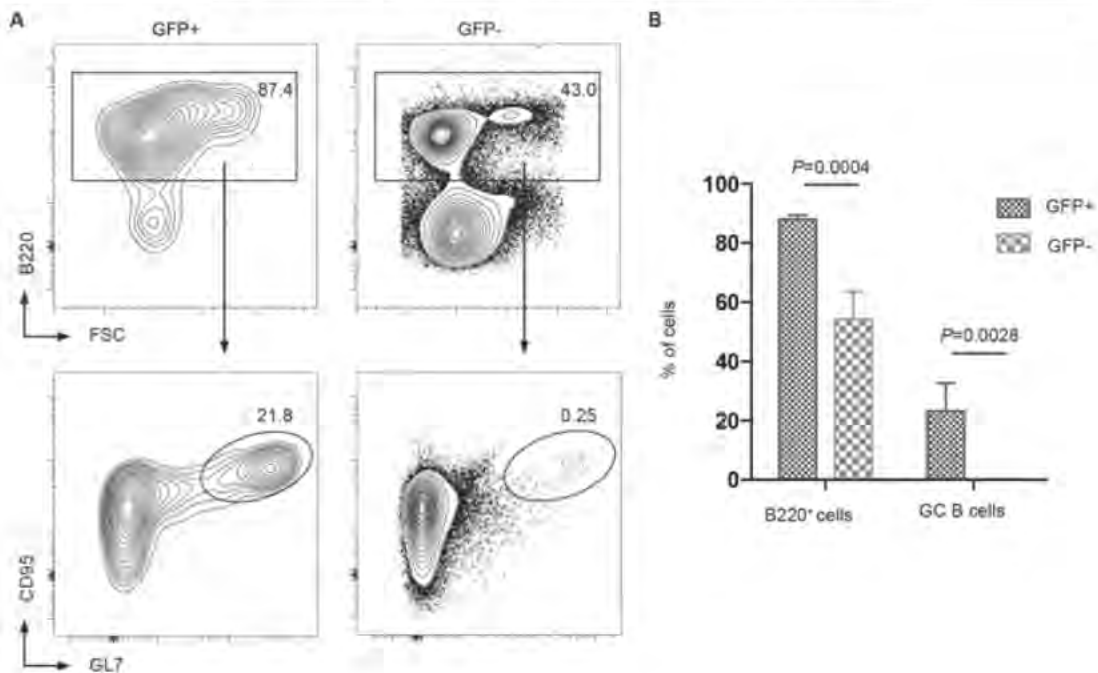 A
GFP+
GFP-
87.4
43.0
B220
FSC
21.8
0.25
CD95
GL7
B
P=0.0004
P=0.0028
GFP+
GFP-
100
80
60
40
20
0
% of cells
B220⁺ cells
GC B cells